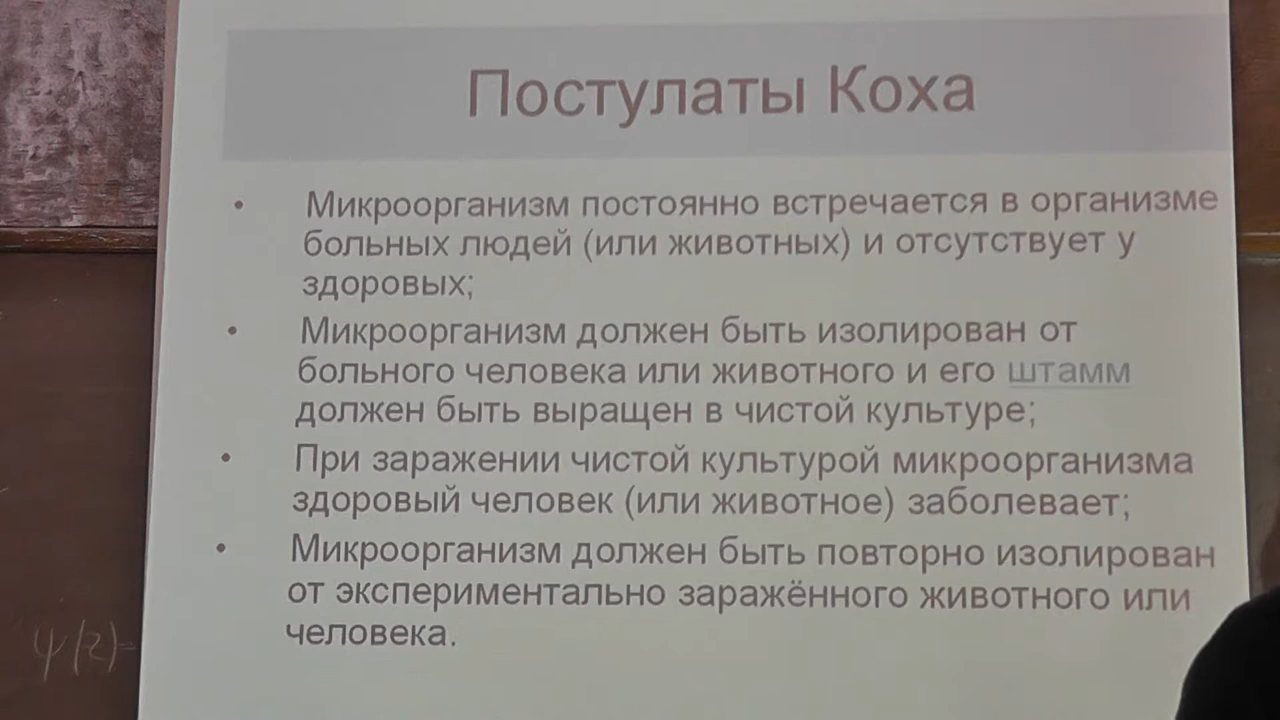 Постулаты Коха
• Микроорганизм постоянно встречается в организме
больных людей (или животных) и отсутствует у
здоровых;
• Микроорганизм должен быть изолирован от
больного человека или животного и его штамм
должен быть выращен в чистой культуре;
• При заражении чистой культурой микроорганизма
здоровый человек (или животное) заболевает;
• Микроорганизм должен быть повторно изолирован
от экспериментально заражённого животного или
человека.
ψ(r)=